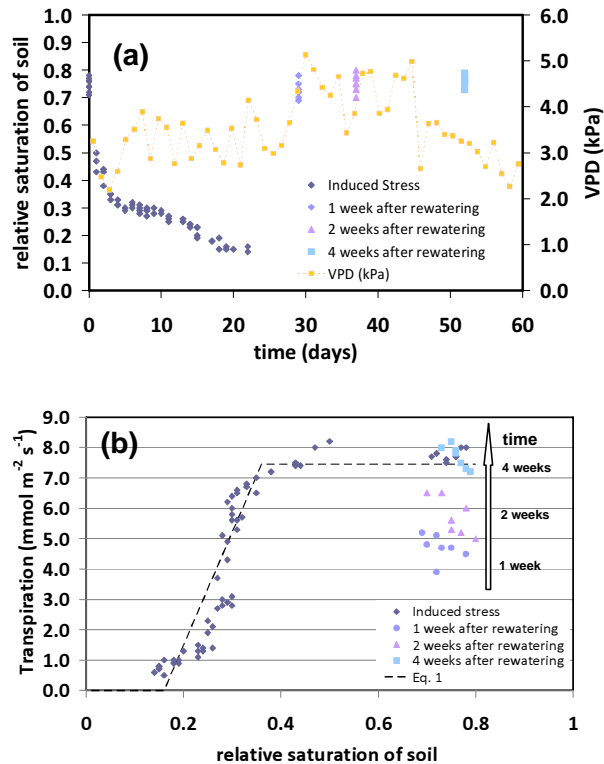 (a)
relative saturation of soil
1.0
0.9
0.8
0.7
0.6
0.5
0.4
0.3
0.2
0.1
0.0
6.0
5.0
4.0
3.0
2.0
1.0
0.0
VPD (kPa)
Induced Stress
1 week after rewatering
2 weeks after rewatering
4 weeks after rewatering
VPD (kPa)
0 10 20 30 40 50 60
time (days)
(b)
Transpiration (mmol m⁻² s⁻¹)
9.0
8.0
7.0
6.0
5.0
4.0
3.0
2.0
1.0
0.0
time
4 weeks
2 weeks
1 week
Induced stress
1 week after rewatering
2 weeks after rewatering
4 weeks after rewatering
Eq. 1
0 0.2 0.4 0.6 0.8 1
relative saturation of soil